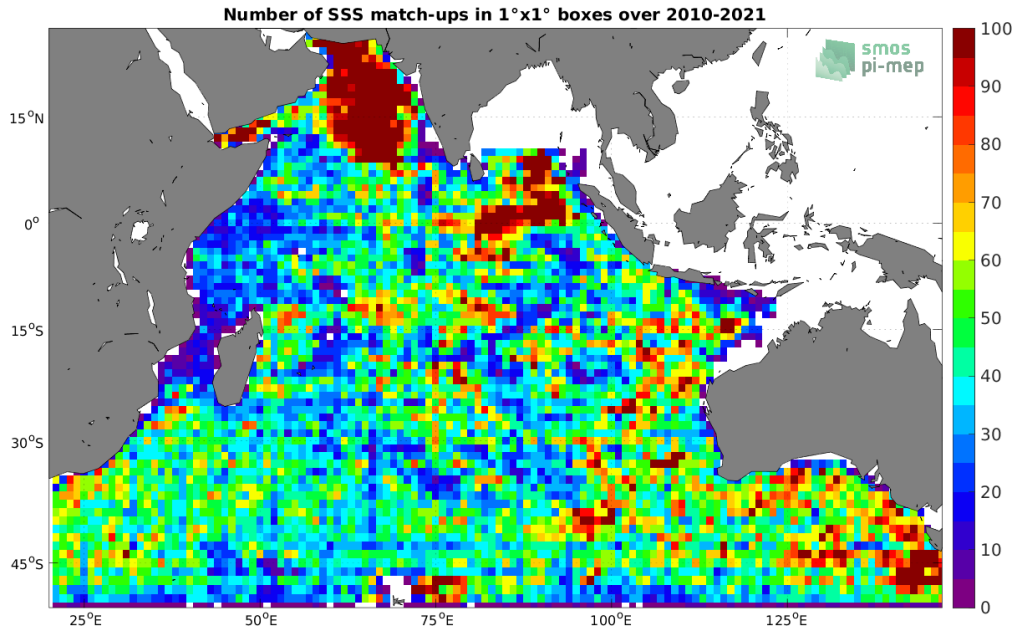 Number of SSS match-ups in 1°x1° boxes over 2010-2021
smos
pi-mep
15°N
0°
15°S
30°S
45°S
25°E
50°E
75°E
100°E
125°E
100
90
80
70
60
50
40
30
20
10
0